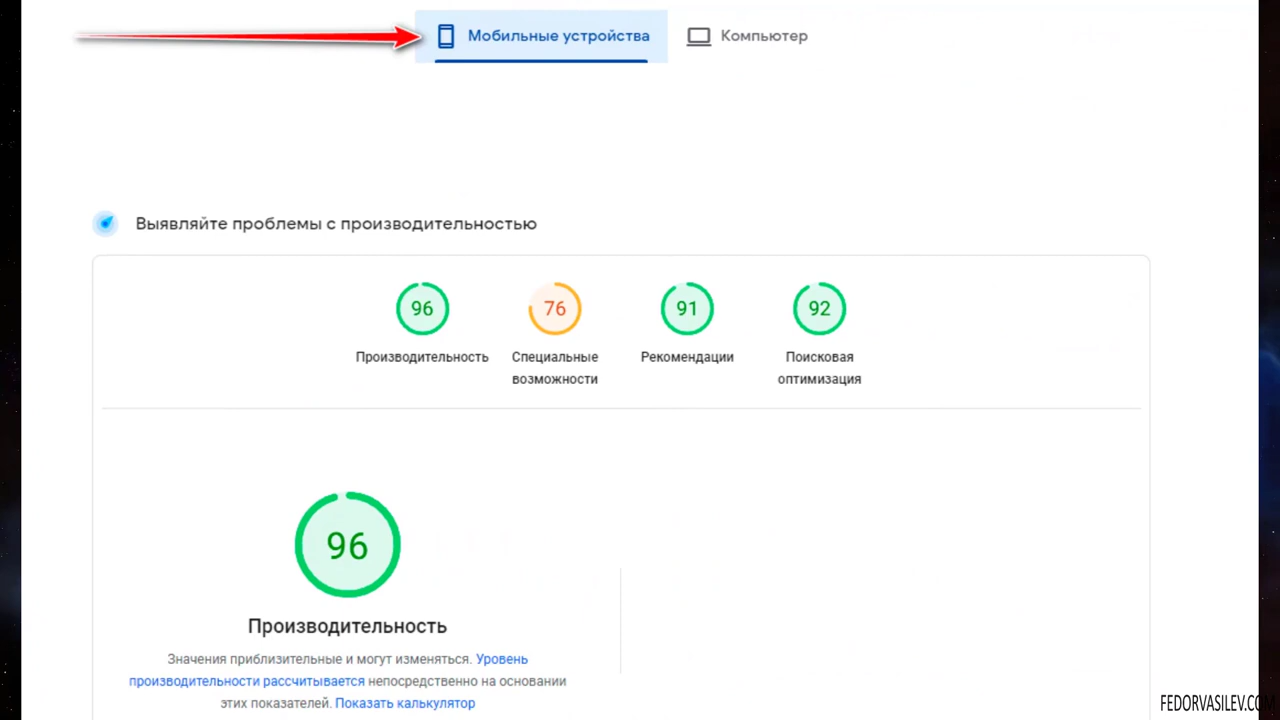 Мобильные устройства
Компьютер
Выявляйте проблемы с производительностью
96
76
91
92
Производительность
Специальные
возможности
Рекомендации
Поисковая
оптимизация
96
Производительность
Значения приблизительные и могут изменяться. Уровень
производительности рассчитывается непосредственно на основании
этих показателей. Показать калькулятор
FEDORVASILEV.COM